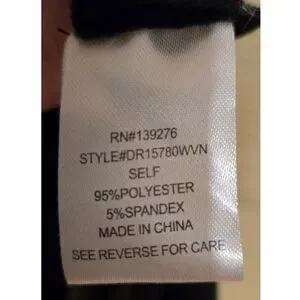 RN#139276
STYLE#DR15780WVN
SELF
95%POLYESTER
5%SPANDEX
MADE IN CHINA
SEE REVERSE FOR CARE